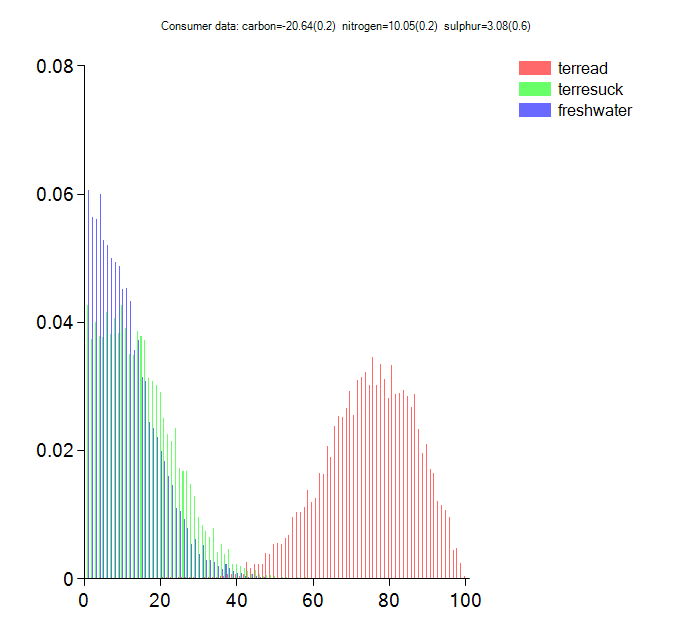 Consumer data: carbon=-20.64(0.2) nitrogen=10.05(0.2) sulphur=3.08(0.6)
terread
terresuck
freshwater
0.08
0.06
0.04
0.02
0
0 20 40 60 80 100